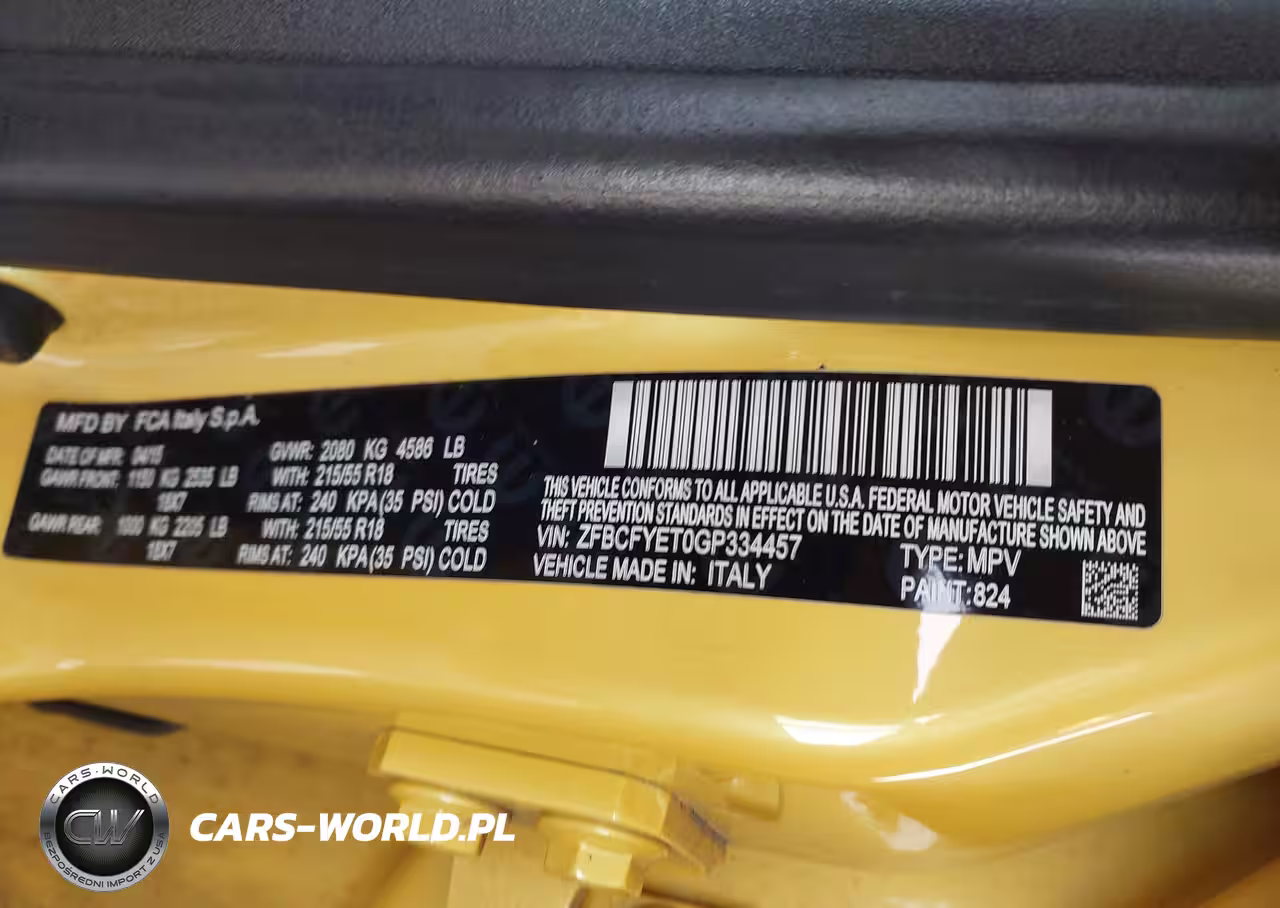 MFD BY FCA Italy S.p.A.
DATE OF MFR: 04/15 GVWR: 2080 KG 4586 LB
GAWR FRONT: 1150 KG 2535 LB WITH: 215/55 R18 TIRES
18X7 RIMS AT: 240 KPA(35 PSI) COLD
GAWR REAR: 1000 KG 2205 LB WITH: 215/55 R18 TIRES
18X7 RIMS AT: 240 KPA(35 PSI) COLD
THIS VEHICLE CONFORMS TO ALL APPLICABLE U.S.A. FEDERAL MOTOR VEHICLE SAFETY AND
THEFT PREVENTION STANDARDS IN EFFECT ON THE DATE OF MANUFACTURE SHOWN ABOVE
VIN: ZFBCFYET0GP334457 TYPE: MPV
VEHICLE MADE IN: ITALY PAINT: 824
CARS-WORLD
CW
BEZPOŚREDNI IMPORT Z USA
CARS-WORLD.PL